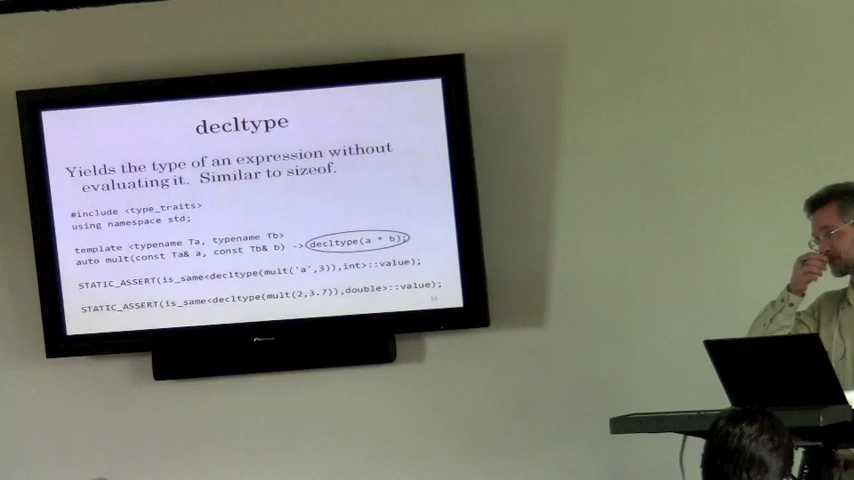 decltype
Yields the type of an expression without
evaluating it. Similar to sizeof.
#include <type_traits>
using namespace std;
template <typename Ta, typename Tb>
auto mult(const Ta& a, const Tb& b) -> decltype(a * b);
STATIC_ASSERT(is_same<decltype(mult('a',3)),int>::value);
STATIC_ASSERT(is_same<decltype(mult(2,3.7)),double>::value);